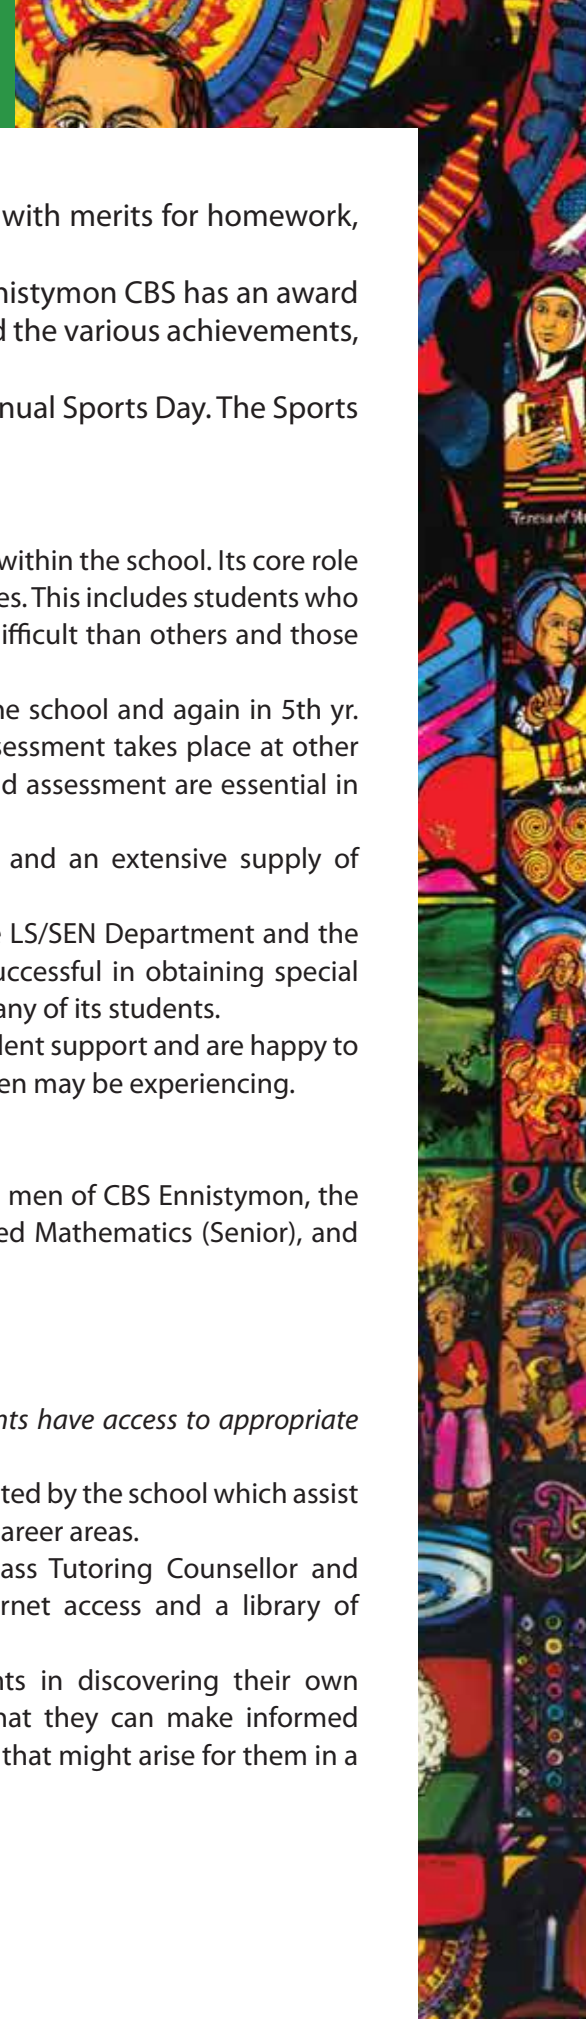 with merits for homework,
nistymon CBS has an award
d the various achievements,
nual Sports Day. The Sports
within the school. Its core role
es. This includes students who
ifficult than others and those
he school and again in 5th yr.
sessment takes place at other
d assessment are essential in
and an extensive supply of
LS/SEN Department and the
uccessful in obtaining special
any of its students.
lent support and are happy to
en may be experiencing.
men of CBS Ennistymon, the
ed Mathematics (Senior), and
nts have access to appropriate
ted by the school which assist
areer areas.
ass Tutoring Counsellor and
rnet access and a library of
nts in discovering their own
hat they can make informed
that might arise for them in a
Teresa of